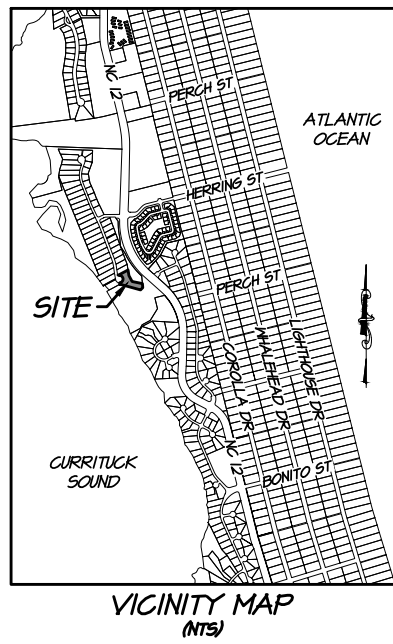 NC 12
PERCH ST
ATLANTIC
OCEAN
HERRING ST
PERCH ST
SITE
LIGHTHOUSE DR
WHALEHEAD DR
COROLLA DR
NC 12
BONITO ST
CURRITUCK
SOUND
VICINITY MAP
(NTS)